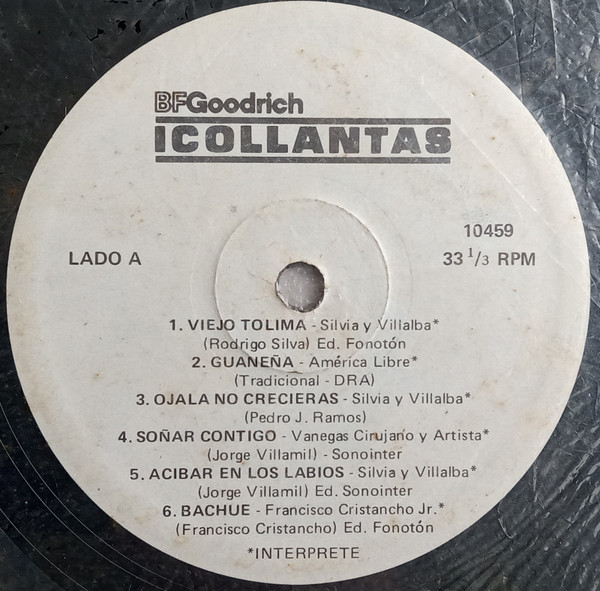 BFGoodrich
ICOLLANTAS
10459
LADO A
33 1/3 RPM
1. VIEJO TOLIMA - Silvia y Villalba*
(Rodrigo Silva) Ed. Fonotón
2. GUANEÑA - América Libre*
(Tradicional - DRA)
3. OJALA NO CRECIERAS - Silvia y Villalba*
(Pedro J. Ramos)
4. SOÑAR CONTIGO - Vanegas Cirujano y Artista*
(Jorge Villamil) - Sonointer
5. ACIBAR EN LOS LABIOS - Silvia y Villalba*
(Jorge Villamil) Ed. Sonointer
6. BACHUE - Francisco Cristancho Jr.*
(Francisco Cristancho) Ed. Fonotón
*INTERPRETE